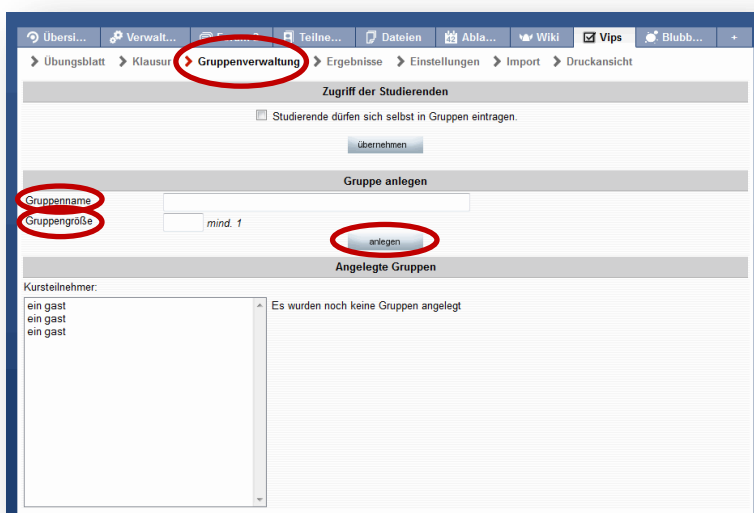 Übersi... Verwalt... Teilne... Dateien Abla... Wiki Vips Blubb... +
Übungsblatt Klausur Gruppenverwaltung Ergebnisse Einstellungen Import Druckansicht
Zugriff der Studierenden
Studierende dürfen sich selbst in Gruppen eintragen.
übernehmen
Gruppe anlegen
Gruppenname
Gruppengröße mind. 1
anlegen
Angelegte Gruppen
Kursteilnehmer:
ein gast Es wurden noch keine Gruppen angelegt
ein gast
ein gast